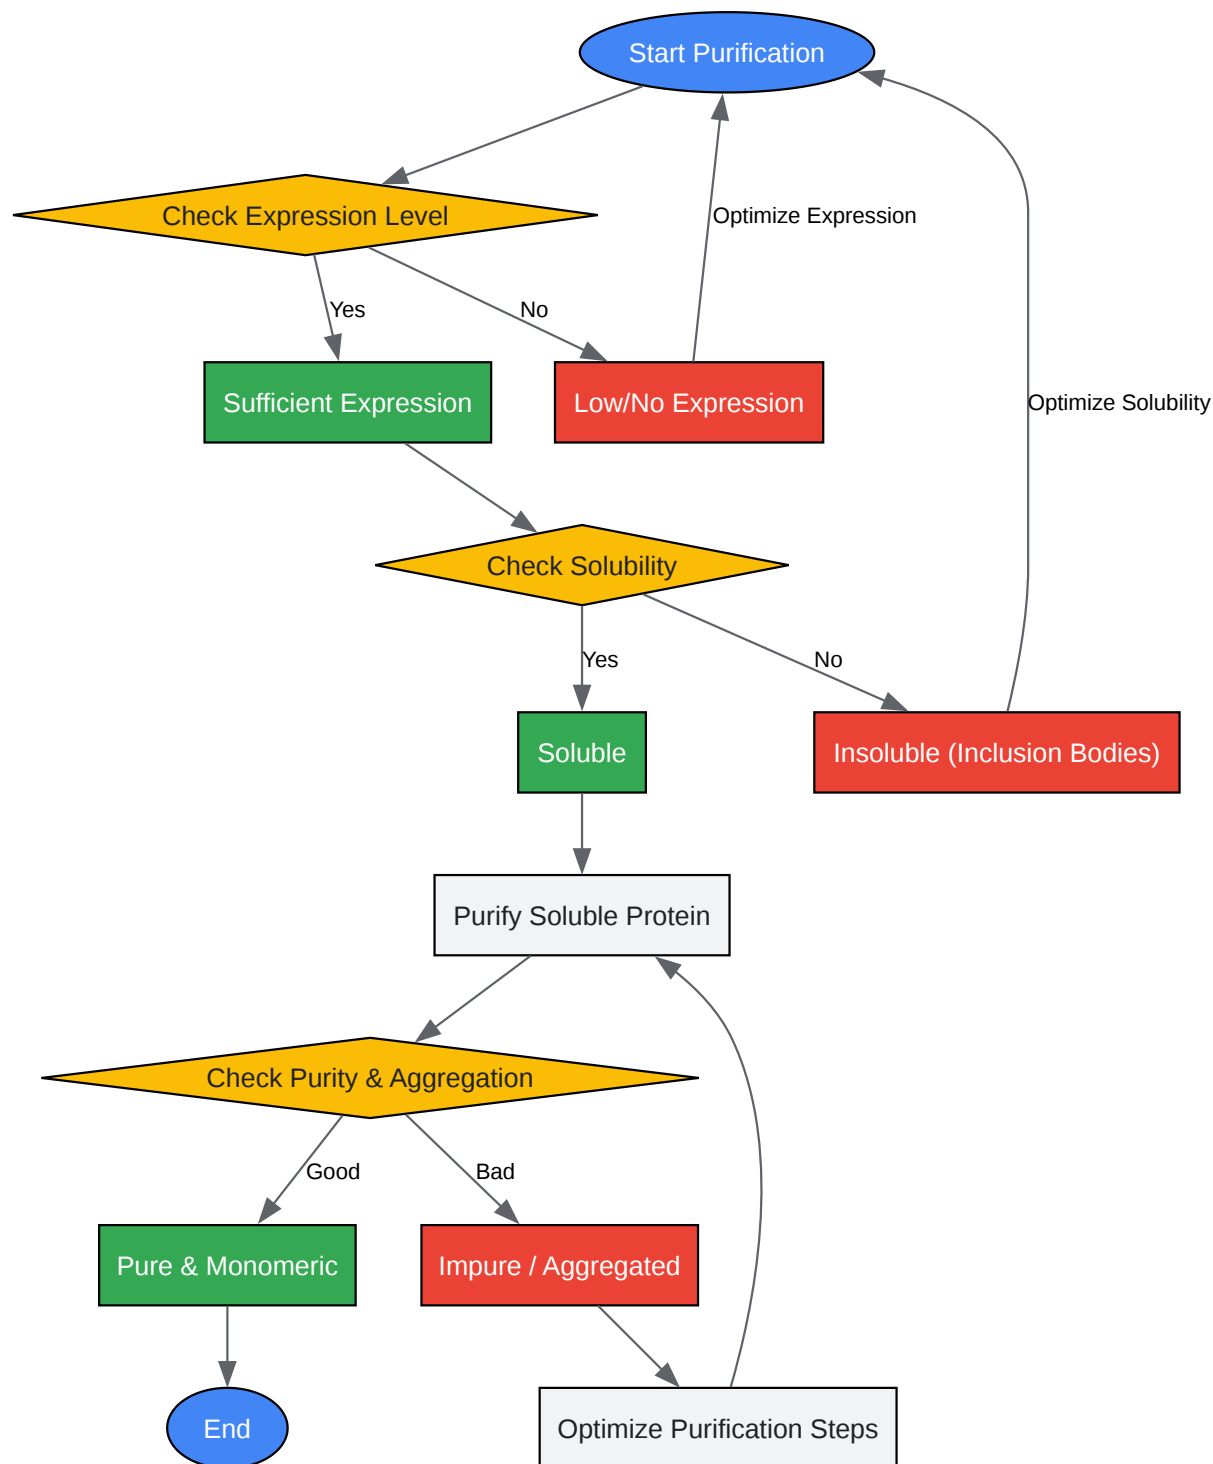 Start Purification
Check Expression Level
Optimize Expression
Yes
No
Sufficient Expression
Low/No Expression
Optimize Solubility
Check Solubility
Yes
No
Soluble
Insoluble (Inclusion Bodies)
Purify Soluble Protein
Check Purity & Aggregation
Good
Bad
Pure & Monomeric
Impure / Aggregated
End
Optimize Purification Steps